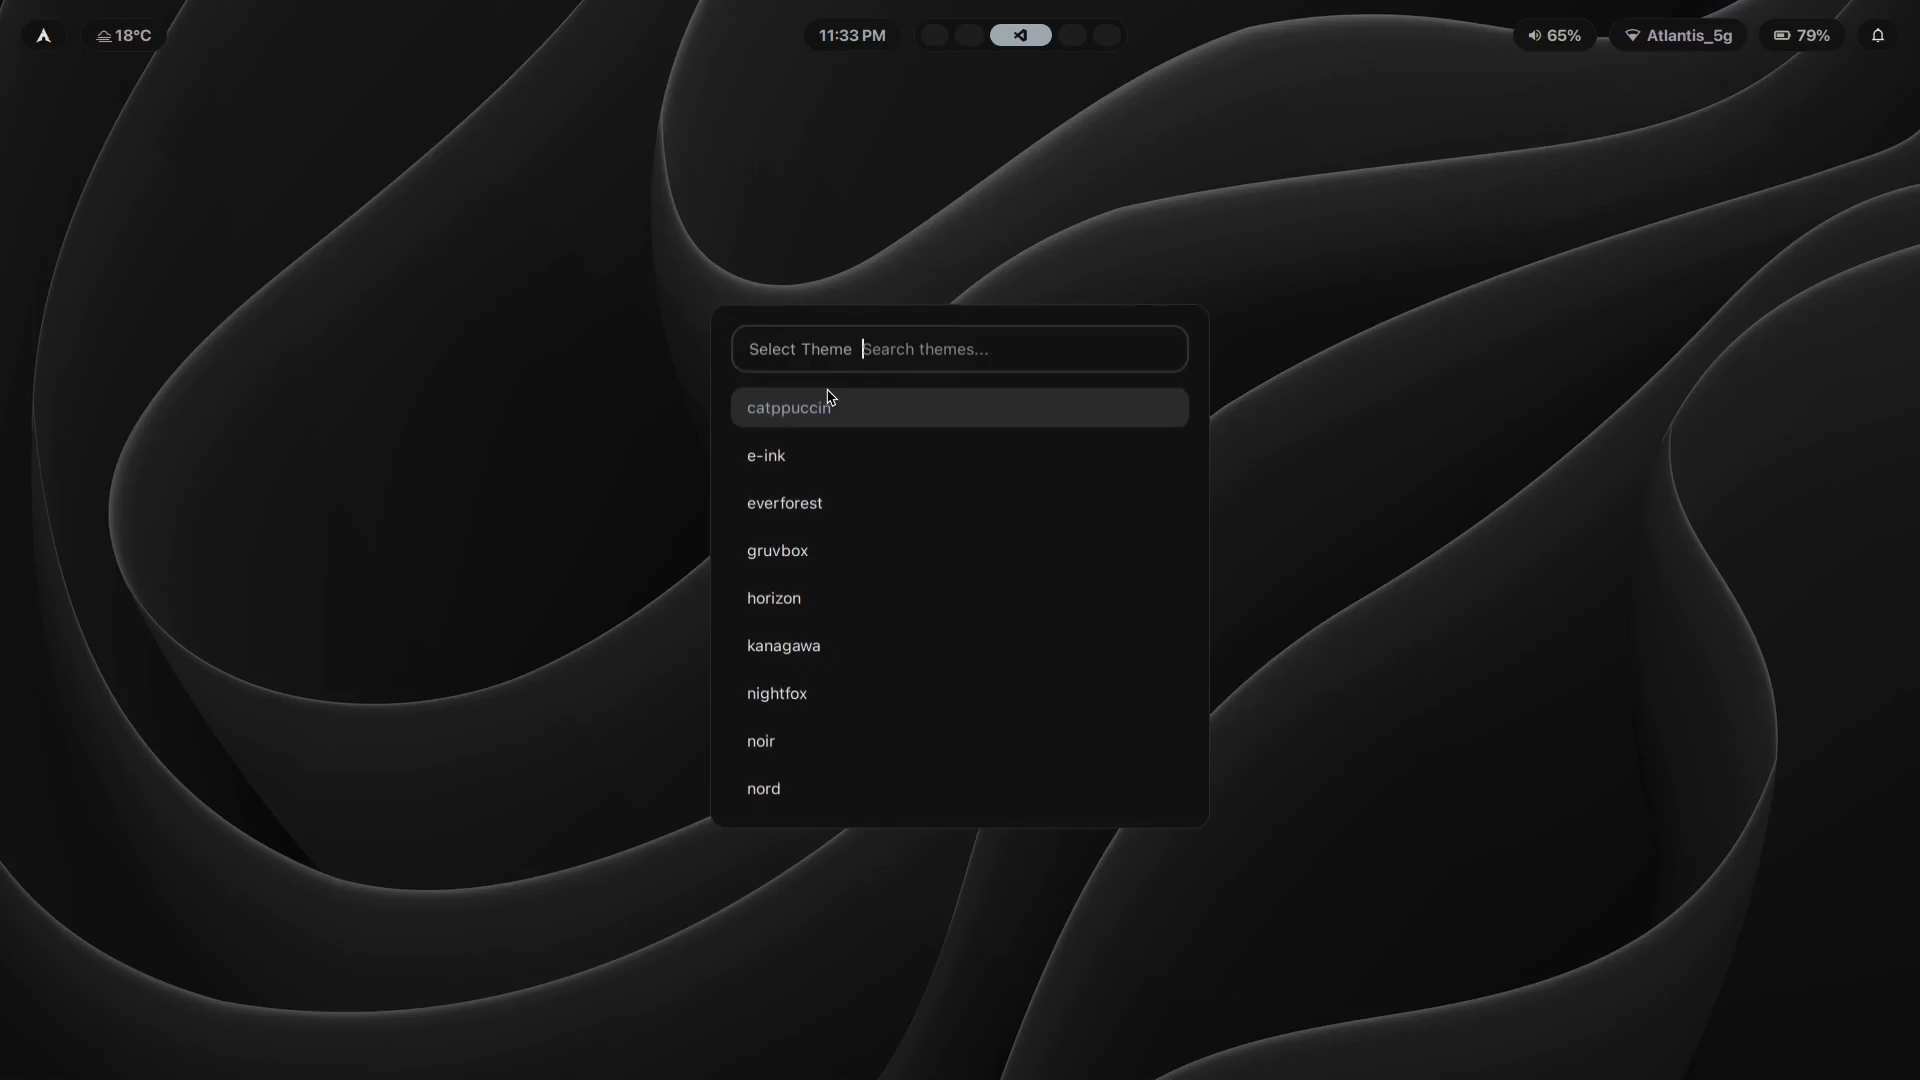 18°C
11:33 PM
65%
Atlantis_5g
79%
Select Theme Search themes...
catppuccin
e-ink
everforest
gruvbox
horizon
kanagawa
nightfox
noir
nord